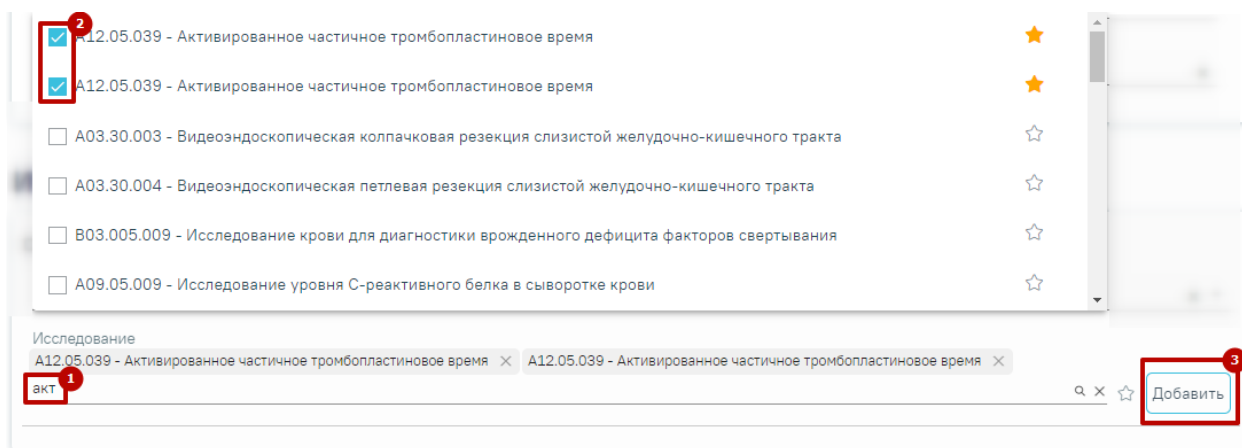 2
A12.05.039 - Активированное частичное тромбопластиновое время
A12.05.039 - Активированное частичное тромбопластиновое время
A03.30.003 - Видеоэндоскопическая колпачковая резекция слизистой желудочно-кишечного тракта
A03.30.004 - Видеоэндоскопическая петлевая резекция слизистой желудочно-кишечного тракта
B03.005.009 - Исследование крови для диагностики врожденного дефицита факторов свертывания
A09.05.009 - Исследование уровня С-реактивного белка в сыворотке крови
Исследование
A12.05.039 - Активированное частичное тромбопластиновое время × A12.05.039 - Активированное частичное тромбопластиновое время ×
акт 1
3 Добавить